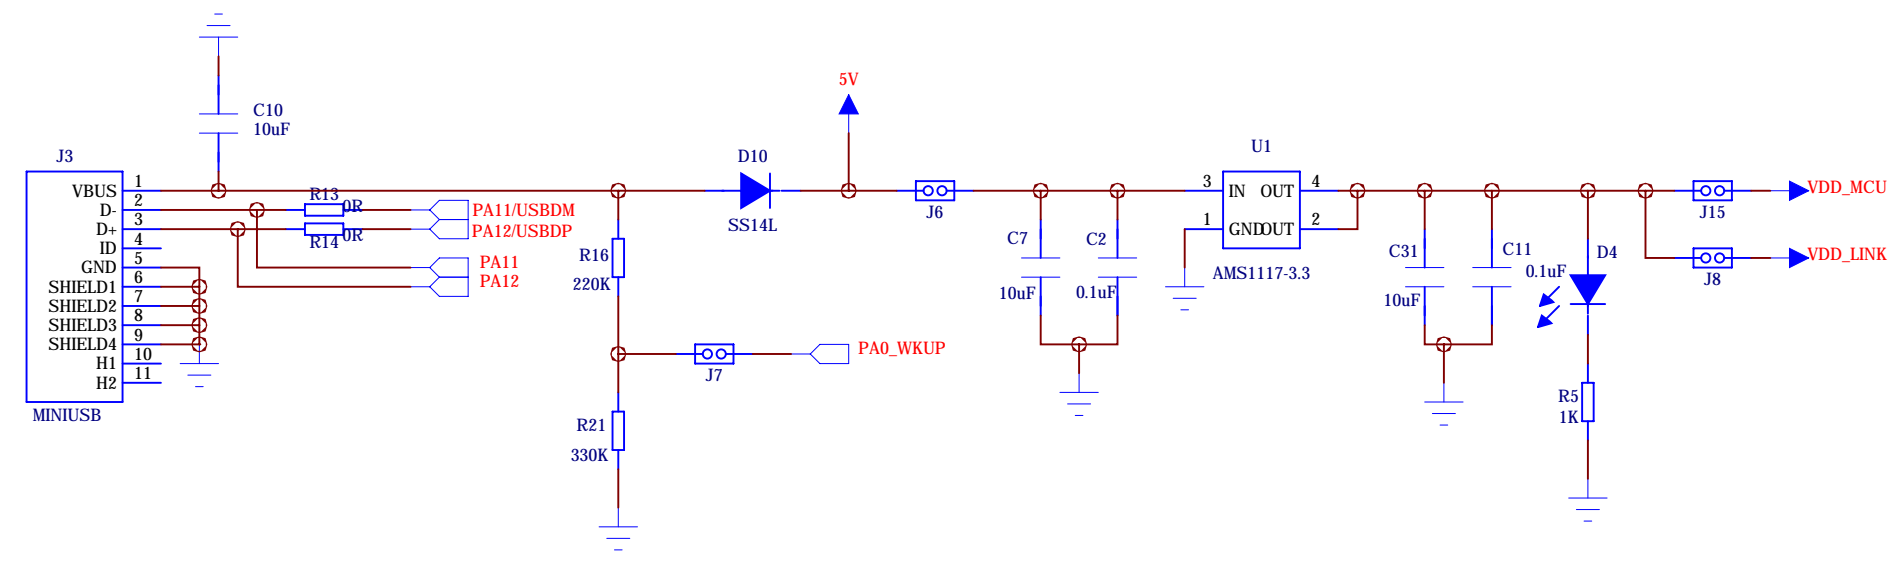 5V
C10
10uF
J3
VBUS 1
D- 2
D+ 3
ID 4
GND 5
SHIELD1 6
SHIELD2 7
SHIELD3 8
SHIELD4 9
H1 10
H2 11
MINIUSB
R13
0R
R14
0R
PA11/USBDM
PA12/USBDP
PA11
PA12
R16
220K
R21
330K
D10
SS14L
J7
PA0_WKUP
J6
C7
10uF
C2
0.1uF
U1
3 IN OUT 4
1 GND OUT 2
AMS1117-3.3
C31
10uF
C11
0.1uF
D4
R5
1K
J15
VDD_MCU
J8
VDD_LINK